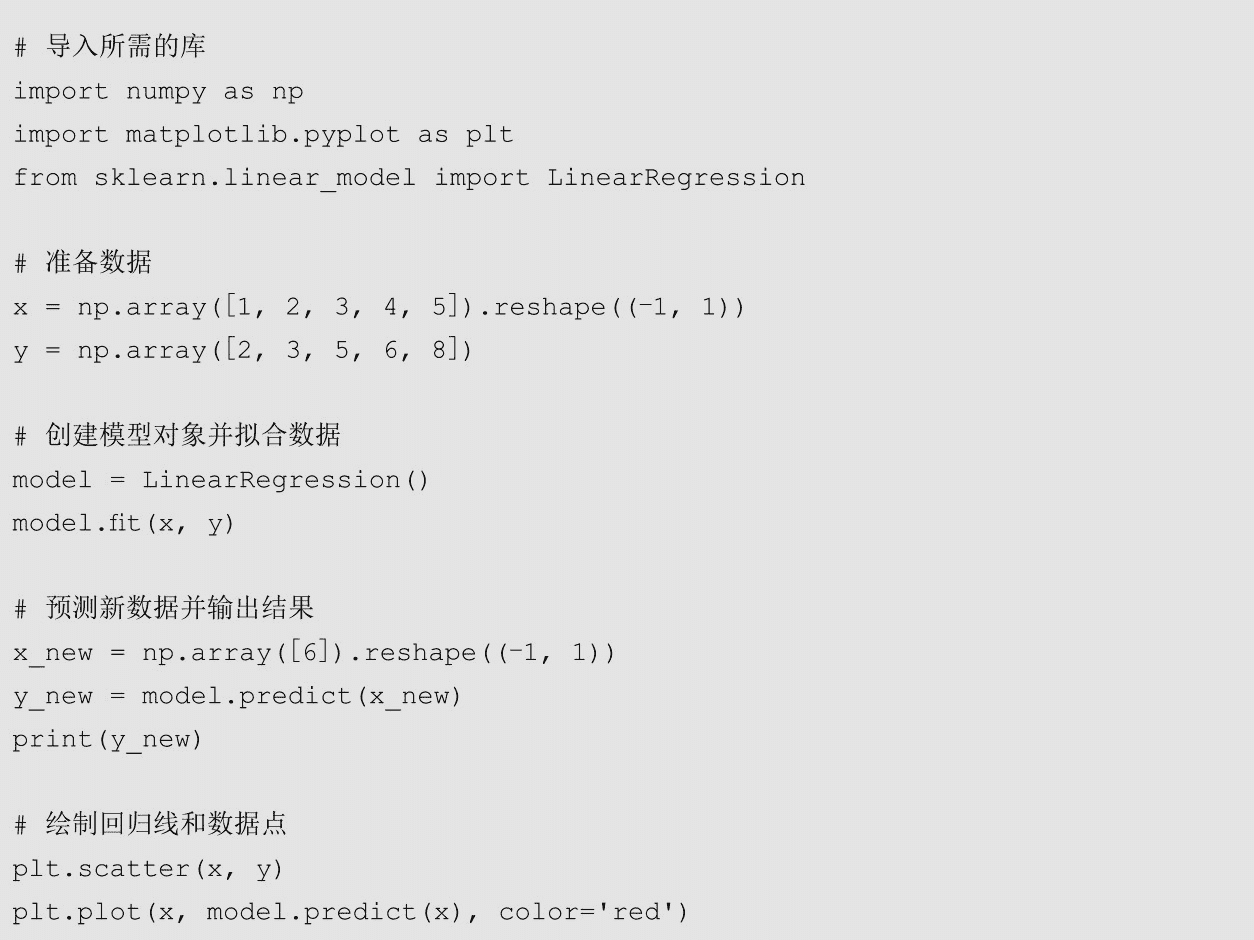 # 导入所需的库
import numpy as np
import matplotlib.pyplot as plt
from sklearn.linear_model import LinearRegression
# 准备数据
x = np.array([1, 2, 3, 4, 5]).reshape((-1, 1))
y = np.array([2, 3, 5, 6, 8])
# 创建模型对象并拟合数据
model = LinearRegression()
model.fit(x, y)
# 预测新数据并输出结果
x_new = np.array([6]).reshape((-1, 1))
y_new = model.predict(x_new)
print(y_new)
# 绘制回归线和数据点
plt.scatter(x, y)
plt.plot(x, model.predict(x), color='red')